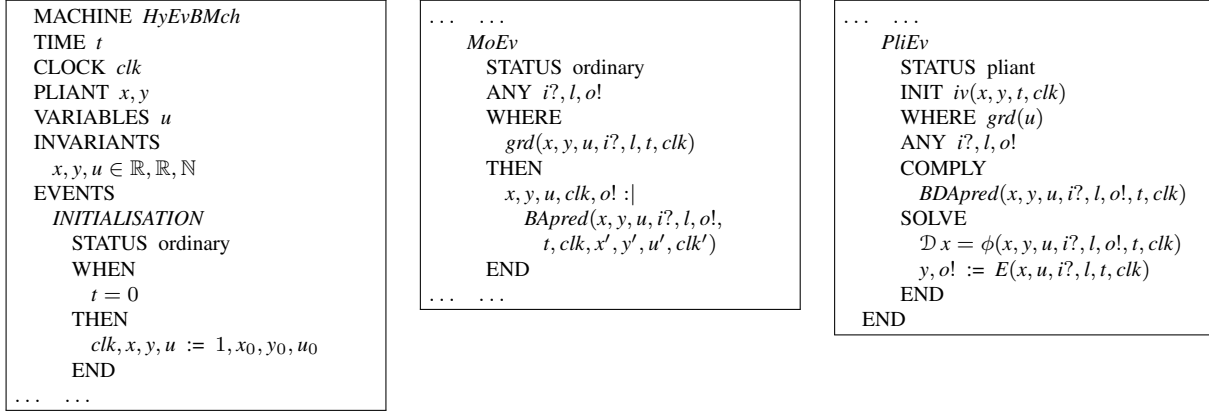 MACHINE HyEvBMch
TIME t
CLOCK clk
PLIANT x, y
VARIABLES u
INVARIANTS
x, y, u ∈ ℝ, ℝ, ℕ
EVENTS
INITIALISATION
STATUS ordinary
WHEN
t = 0
THEN
clk, x, y, u := 1, x₀, y₀, u₀
END
... ...
... ...
MoEv
STATUS ordinary
ANY i?, l, o!
WHERE
grd(x, y, u, i?, l, t, clk)
THEN
x, y, u, clk, o! :|
BApred(x, y, u, i?, l, o!,
t, clk, x′, y′, u′, clk′)
END
... ...
... ...
PliEv
STATUS pliant
INIT iv(x, y, t, clk)
WHERE grd(u)
ANY i?, l, o!
COMPLY
BDApred(x, y, u, i?, l, o!, t, clk)
SOLVE
𝒟 x = ϕ(x, y, u, i?, l, o!, t, clk)
y, o! := E(x, u, i?, l, t, clk)
END
END